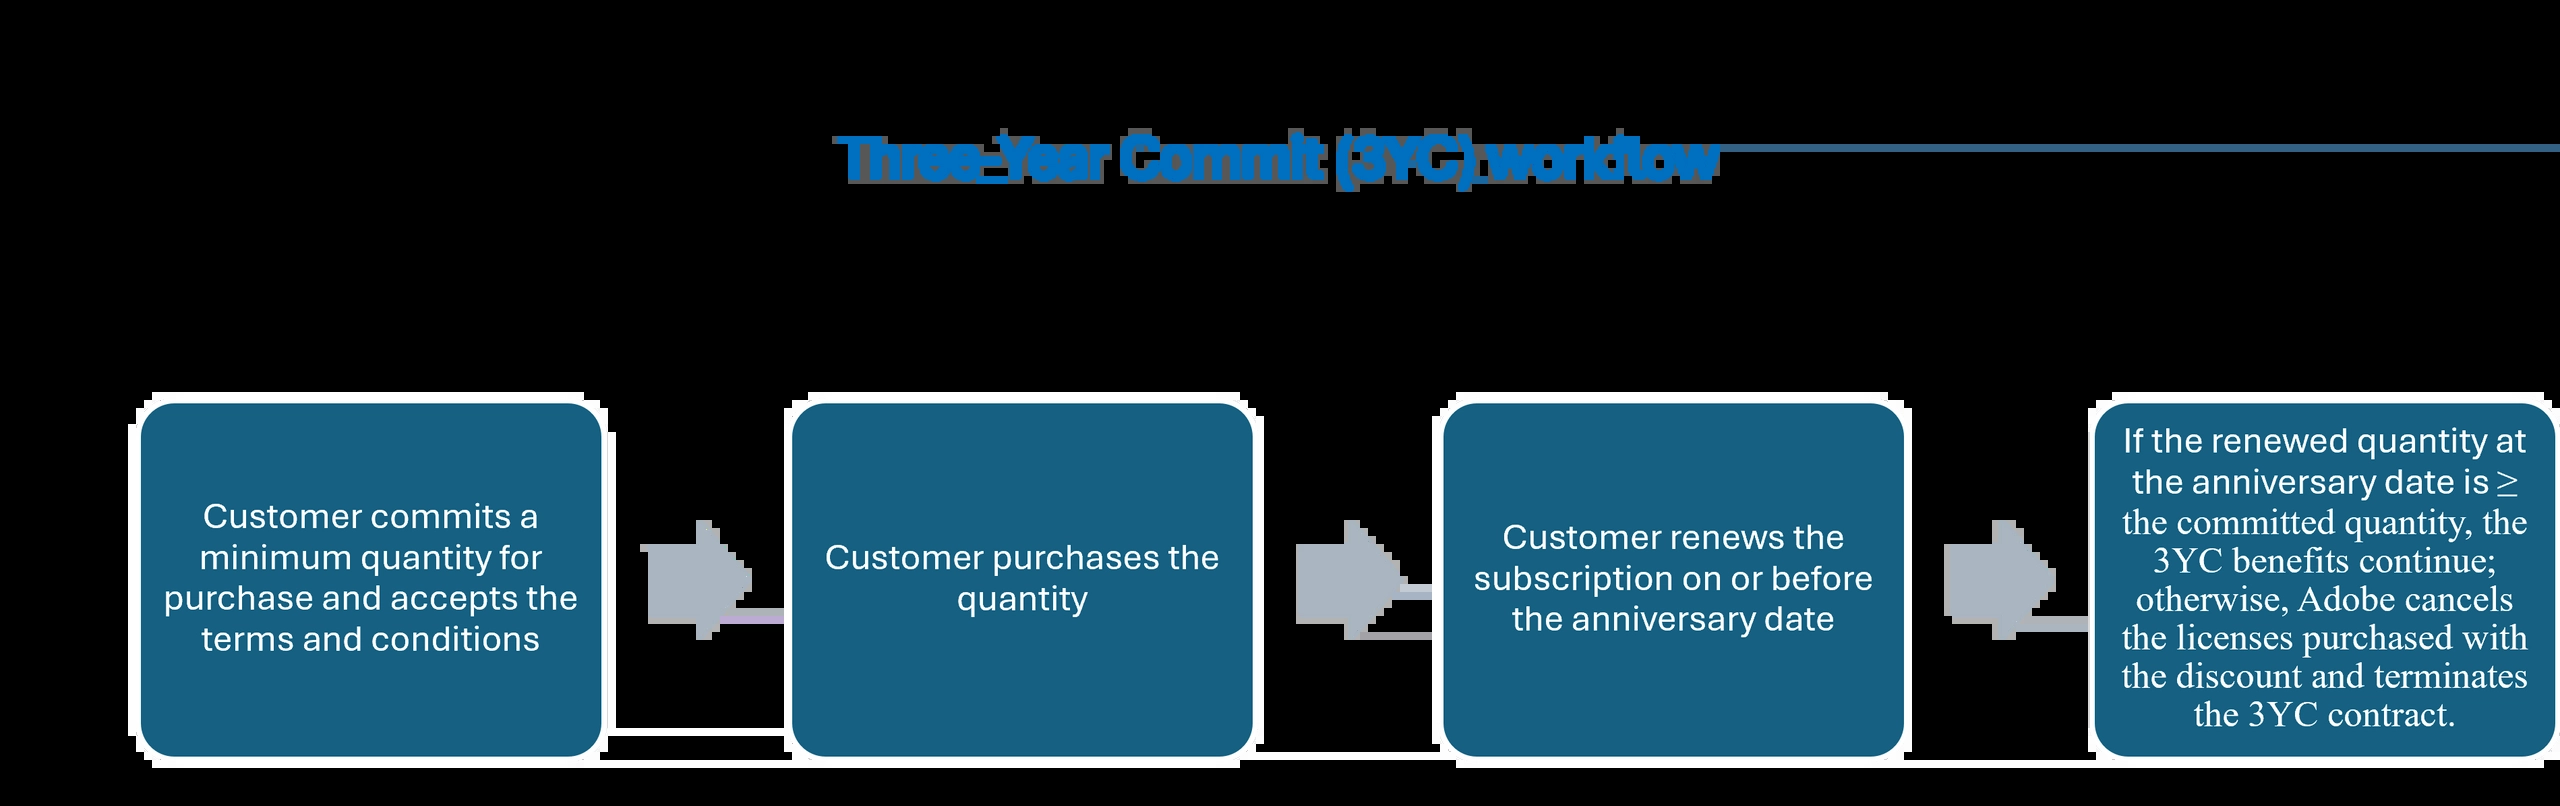 Three-Year Commit (3YC) workflow
Customer commits a
minimum quantity for
purchase and accepts the
terms and conditions
Customer purchases the
quantity
Customer renews the
subscription on or before
the anniversary date
If the renewed quantity at
the anniversary date is ≥
the committed quantity, the
3YC benefits continue;
otherwise, Adobe cancels
the licenses purchased with
the discount and terminates
the 3YC contract.